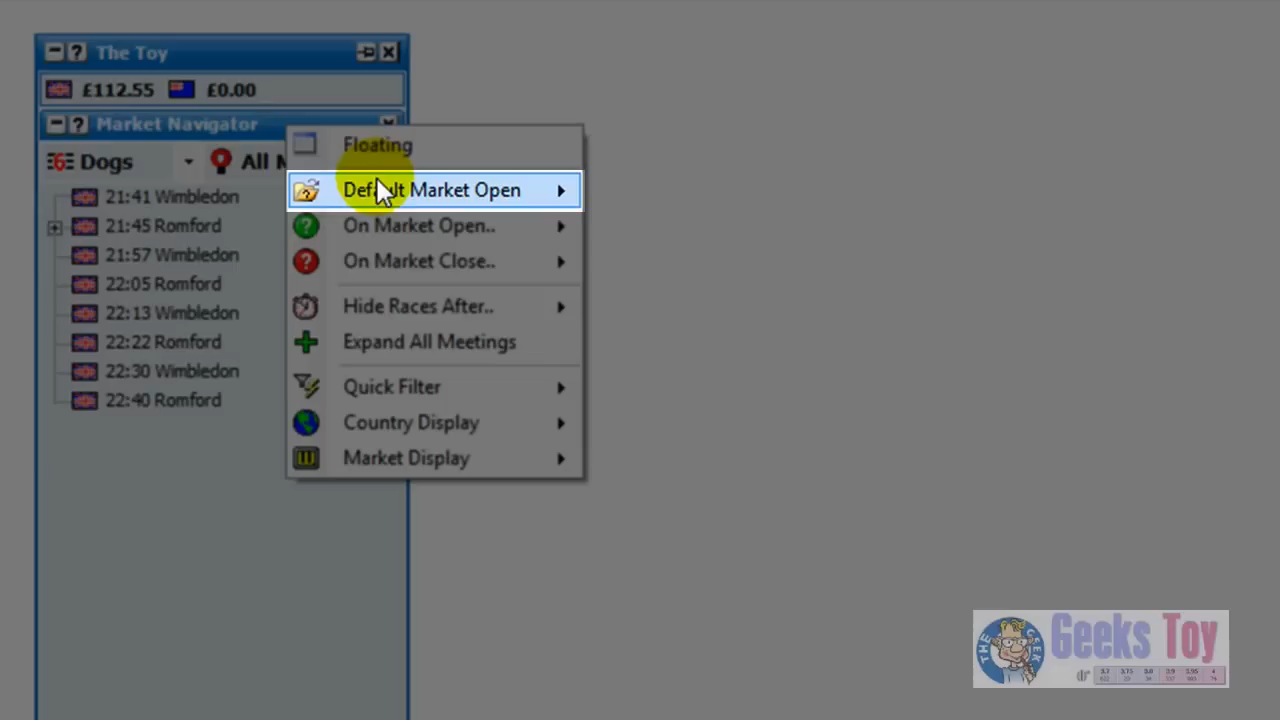 The Toy
£112.55 £0.00
Market Navigator
Dogs All
21:41 Wimbledon
21:45 Romford
21:57 Wimbledon
22:05 Romford
22:13 Wimbledon
22:22 Romford
22:30 Wimbledon
22:40 Romford
Floating
Default Market Open
On Market Open..
On Market Close..
Hide Races After..
Expand All Meetings
Quick Filter
Country Display
Market Display
THE GEEK
Geeks Toy